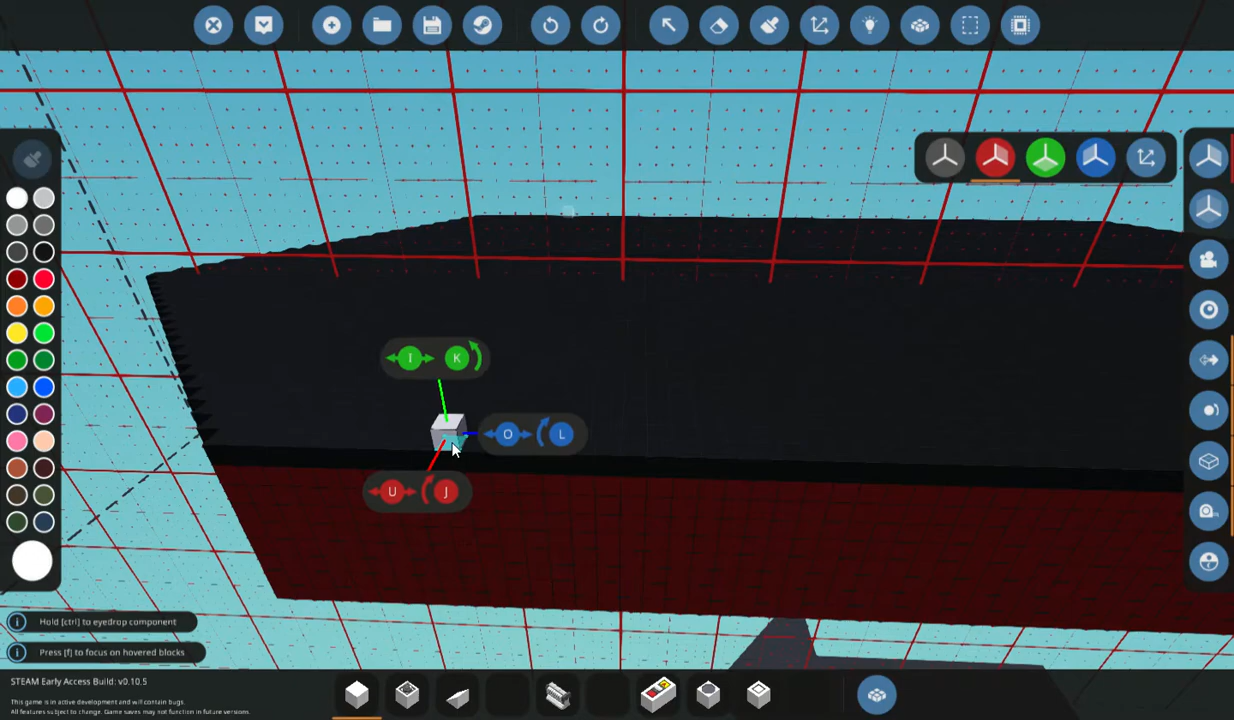 I K
O L
U J
Hold [ctrl] to eyedrop component
Press [f] to focus on hovered blocks
STEAM Early Access Build: v0.10.5
This game is in active development and will contain bugs.
All features subject to change. Game saves may not function in future versions.